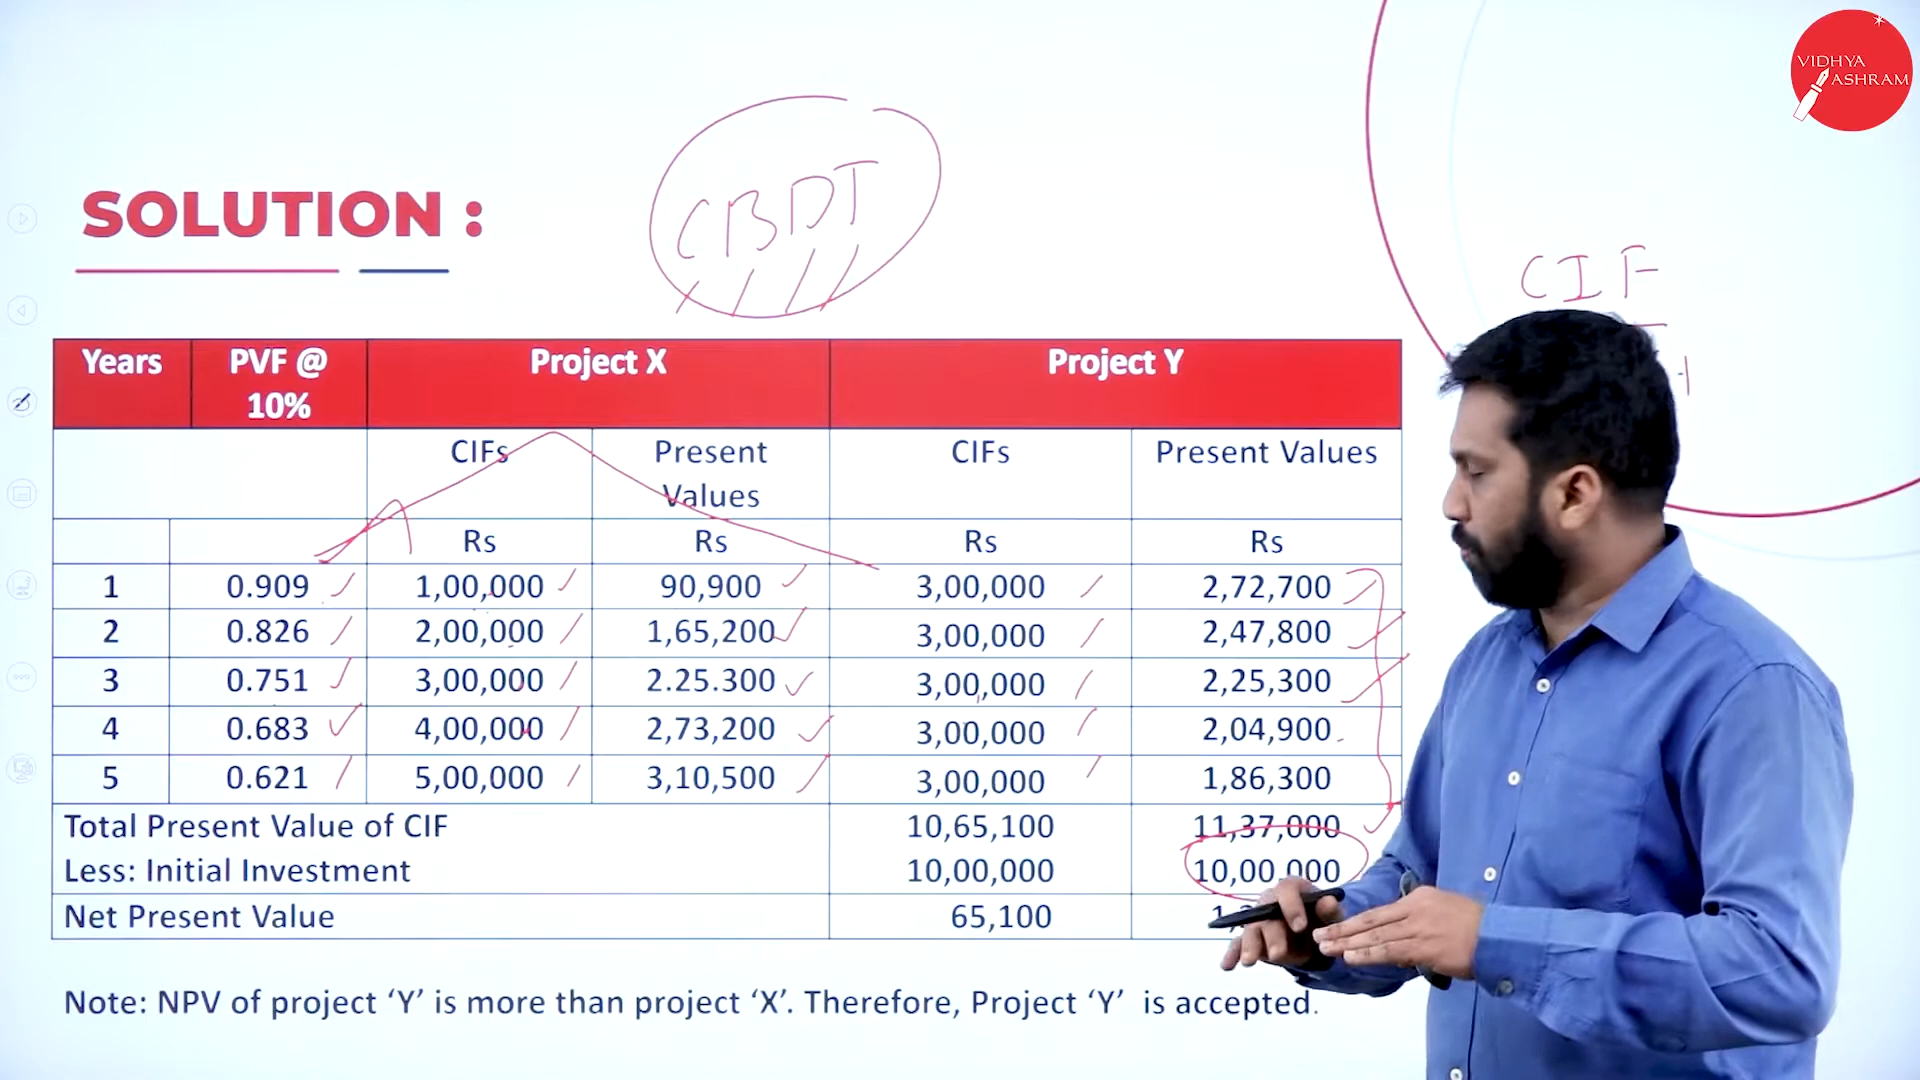 VIDHYA
ASHRAM
CBDT
SOLUTION :
CIF
Years PVF @ 10% Project X Project Y
CIFs Present Values CIFs Present Values
Rs Rs Rs Rs
1 0.909 1,00,000 90,900 3,00,000 2,72,700
2 0.826 2,00,000 1,65,200 3,00,000 2,47,800
3 0.751 3,00,000 2.25.300 3,00,000 2,25,300
4 0.683 4,00,000 2,73,200 3,00,000 2,04,900
5 0.621 5,00,000 3,10,500 3,00,000 1,86,300
Total Present Value of CIF 10,65,100 11,37,000
Less: Initial Investment 10,00,000 10,00,000
Net Present Value 65,100
Note: NPV of project ‘Y’ is more than project ‘X’. Therefore, Project ‘Y’ is accepted.